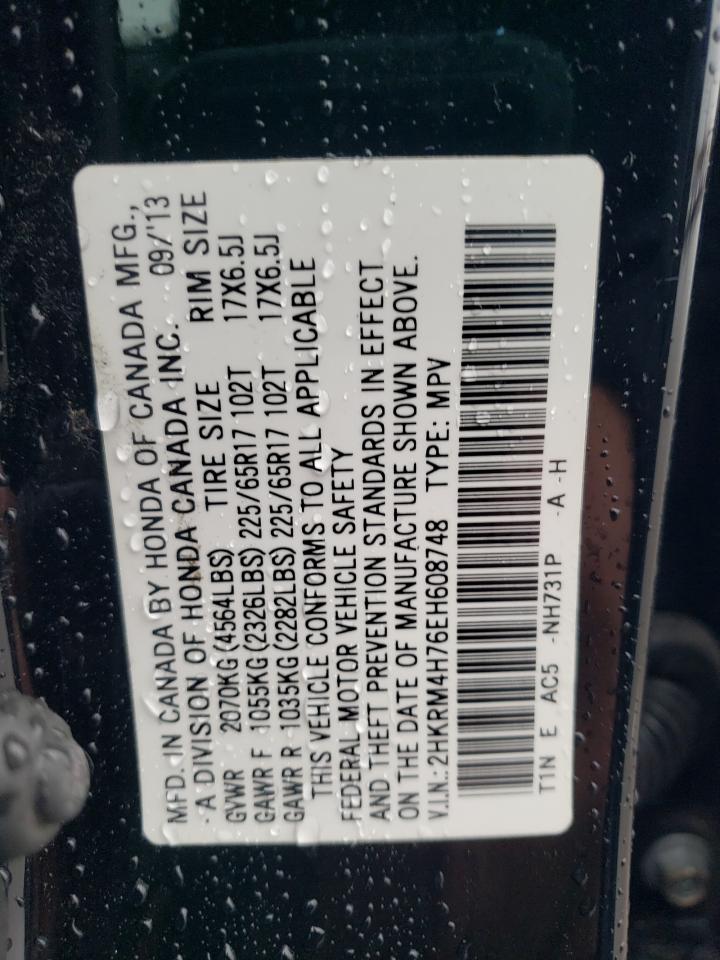 MFD. IN CANADA BY HONDA OF CANADA MFG.,
A DIVISION OF HONDA CANADA INC. 09/'13
GVWR 2070KG(4564LBS) TIRE SIZE RIM SIZE
GAWR F 1055KG(2326LBS) 225/65R17 102T 17X6.5J
GAWR R 1035KG(2282LBS) 225/65R17 102T 17X6.5J
THIS VEHICLE CONFORMS TO ALL APPLICABLE
FEDERAL MOTOR VEHICLE SAFETY
AND THEFT PREVENTION STANDARDS IN EFFECT
ON THE DATE OF MANUFACTURE SHOWN ABOVE.
V.I.N.:2HKRM4H76EH608748 TYPE: MPV
T1N E AC5 -NH731P -A -H